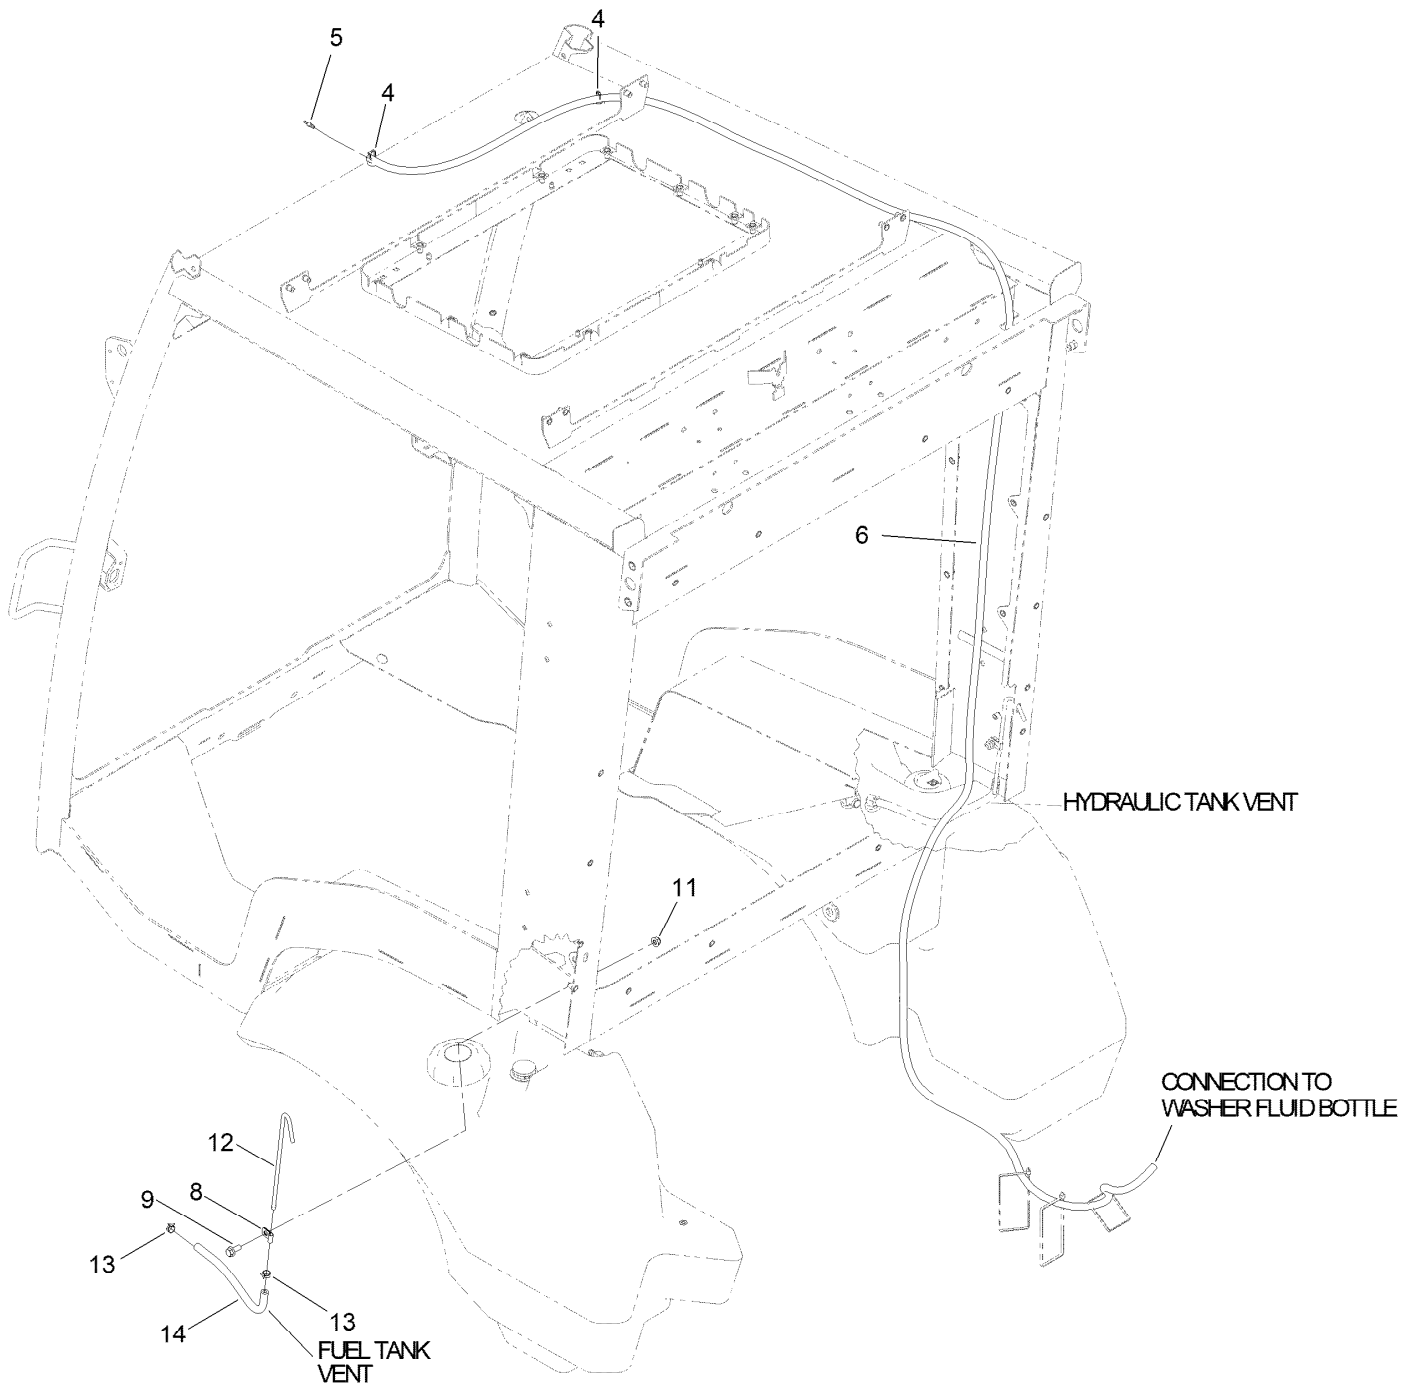 4
5
4
6
HYDRAULIC TANK VENT
11
CONNECTION TO
WASHER FLUID BOTTLE
12
8
9
13
13
14
FUEL TANK
VENT